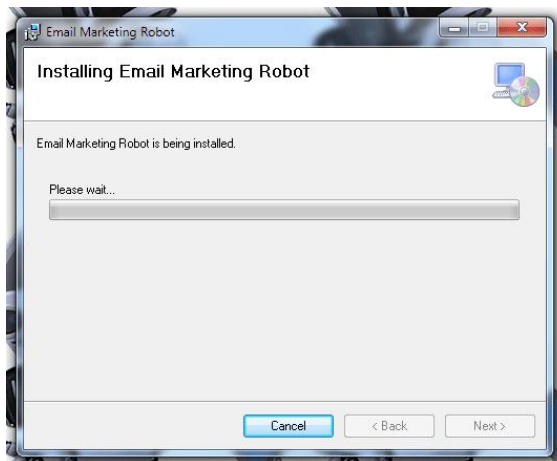 Email Marketing Robot
Installing Email Marketing Robot
Email Marketing Robot is being installed.
Please wait...
Cancel
< Back
Next >